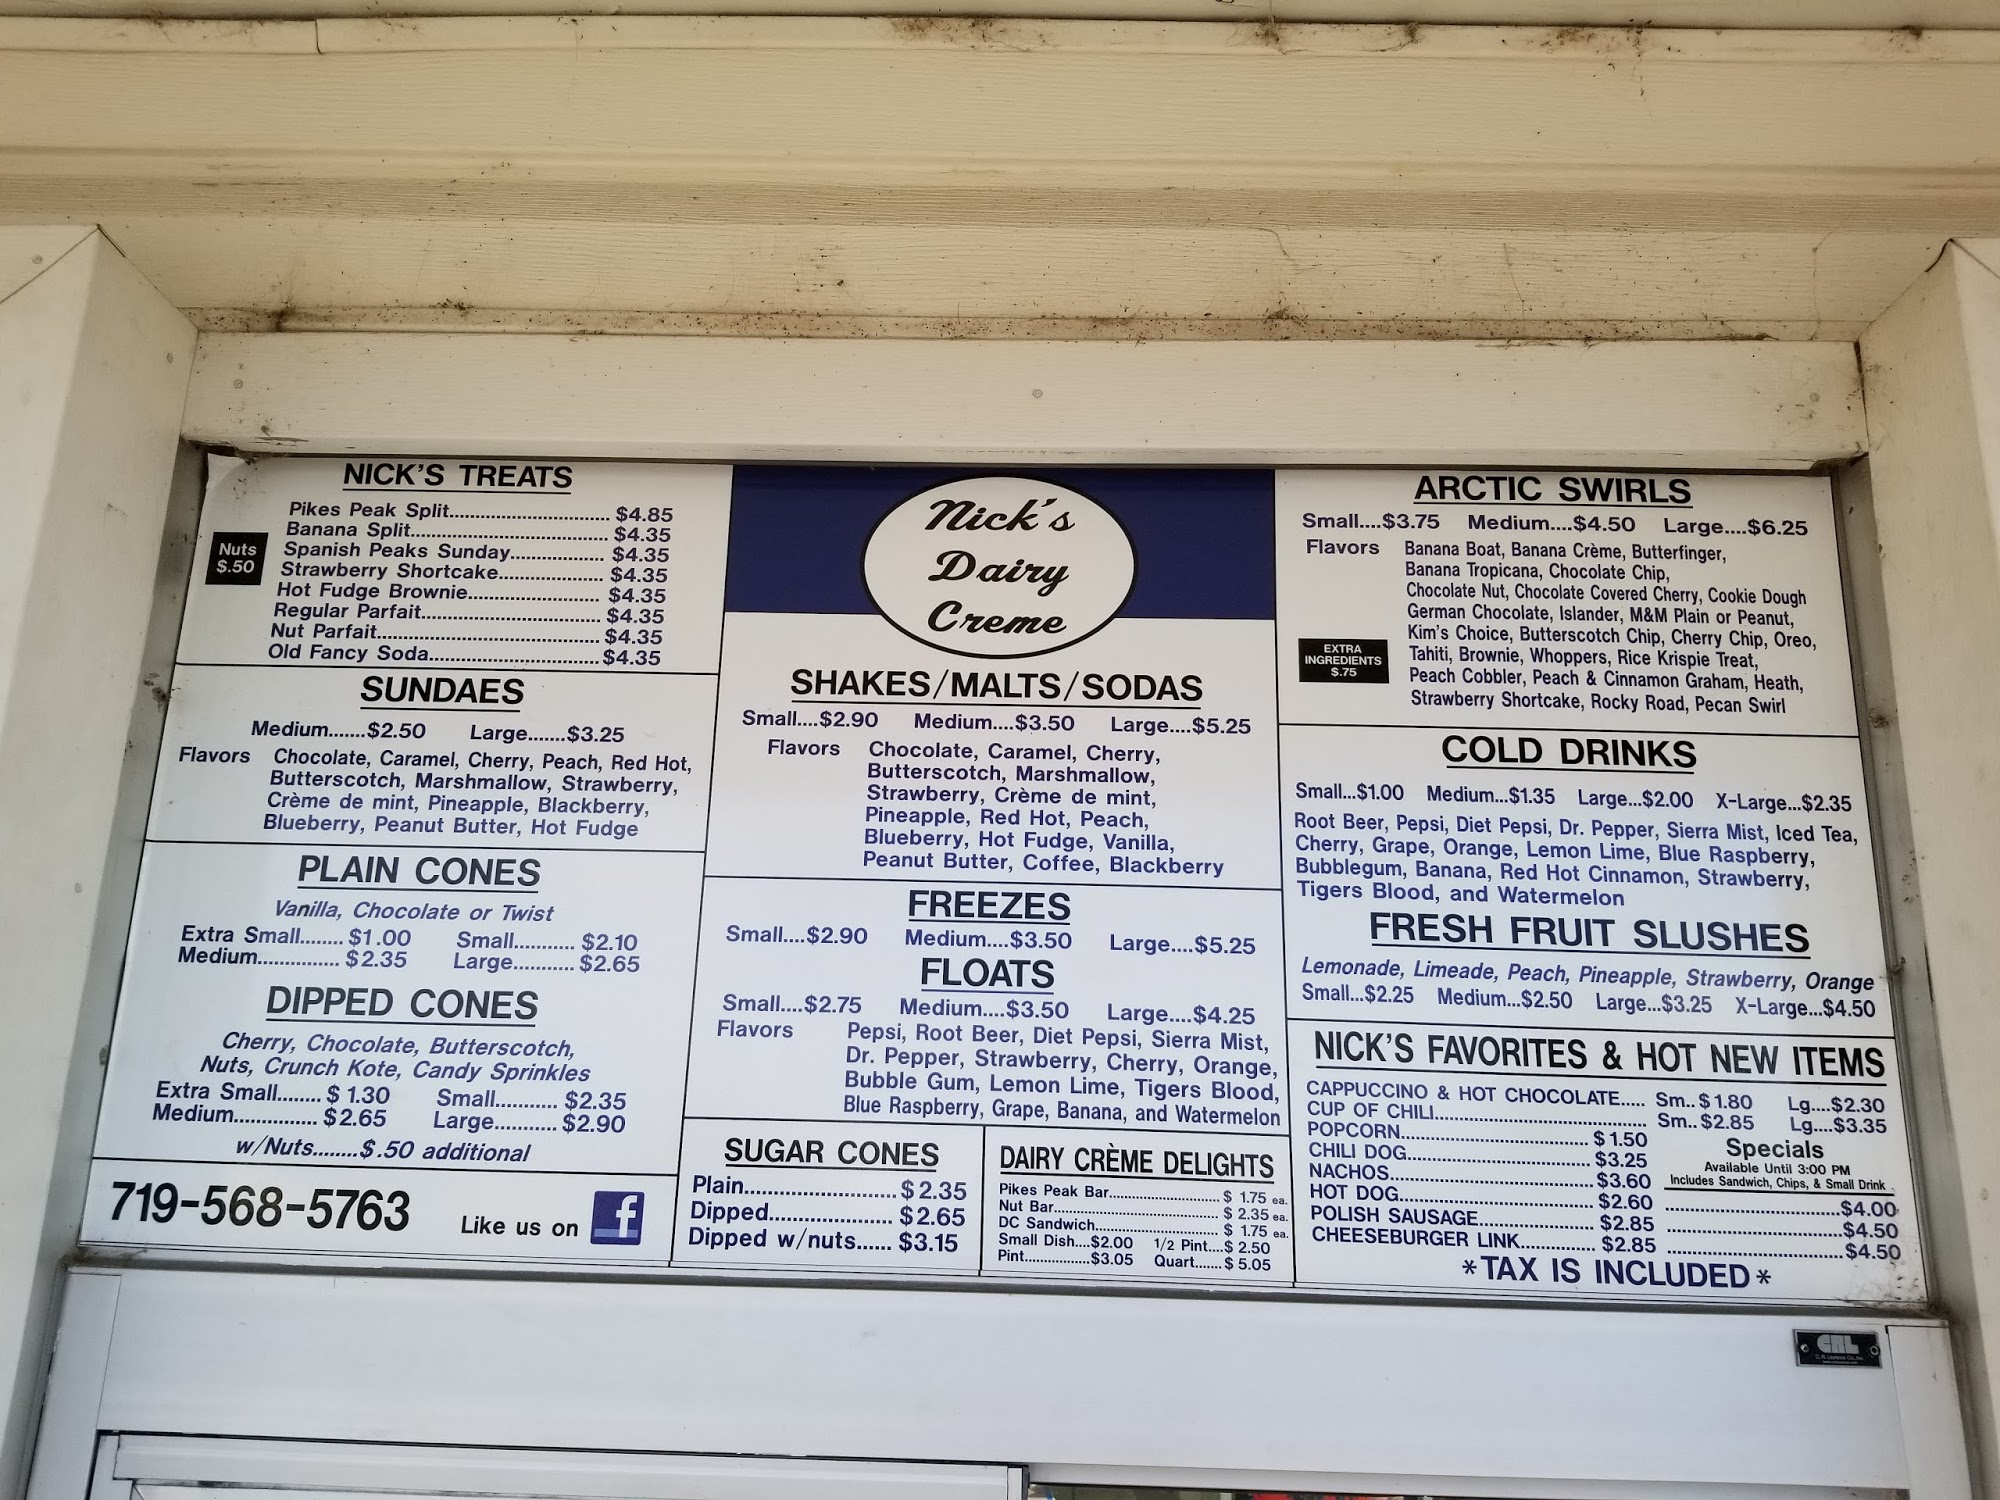 NICK'S TREATS
Nuts
$.50
Pikes Peak Split.......... $4.85
Banana Split.......... $4.35
Spanish Peaks Sunday.......... $4.35
Strawberry Shortcake.......... $4.35
Hot Fudge Brownie.......... $4.35
Regular Parfait.......... $4.35
Nut Parfait.......... $4.35
Old Fancy Soda.......... $4.35
SUNDAES
Medium.......$2.50 Large.......$3.25
Flavors Chocolate, Caramel, Cherry, Peach, Red Hot,
Butterscotch, Marshmallow, Strawberry,
Crème de mint, Pineapple, Blackberry,
Blueberry, Peanut Butter, Hot Fudge
PLAIN CONES
Vanilla, Chocolate or Twist
Extra Small........ $1.00 Small........... $2.10
Medium............... $2.35 Large........... $2.65
DIPPED CONES
Cherry, Chocolate, Butterscotch,
Nuts, Crunch Kote, Candy Sprinkles
Extra Small........ $1.30 Small........... $2.35
Medium............... $2.65 Large........... $2.90
w/Nuts........$.50 additional
719-568-5763 Like us on f
Nick's
Dairy
Creme
SHAKES/MALTS/SODAS
Small....$2.90 Medium....$3.50 Large....$5.25
Flavors Chocolate, Caramel, Cherry,
Butterscotch, Marshmallow,
Strawberry, Crème de mint,
Pineapple, Red Hot, Peach,
Blueberry, Hot Fudge, Vanilla,
Peanut Butter, Coffee, Blackberry
FREEZES
Small....$2.90 Medium....$3.50 Large....$5.25
FLOATS
Small....$2.75 Medium....$3.50 Large....$4.25
Flavors Pepsi, Root Beer, Diet Pepsi, Sierra Mist,
Dr. Pepper, Strawberry, Cherry, Orange,
Bubble Gum, Lemon Lime, Tigers Blood,
Blue Raspberry, Grape, Banana, and Watermelon
SUGAR CONES
Plain.......... $2.35
Dipped.......... $2.65
Dipped w/nuts...... $3.15
DAIRY CRÈME DELIGHTS
Pikes Peak Bar.......... $ 1.75 ea.
Nut Bar.......... $ 2.35 ea.
DC Sandwich.......... $ 1.75 ea.
Small Dish....$2.00 1/2 Pint....$ 2.50
Pint..........$3.05 Quart.......$ 5.05
ARCTIC SWIRLS
Small....$3.75 Medium....$4.50 Large....$6.25
Flavors Banana Boat, Banana Crème, Butterfinger,
Banana Tropicana, Chocolate Chip,
Chocolate Nut, Chocolate Covered Cherry, Cookie Dough
German Chocolate, Islander, M&M Plain or Peanut,
Kim's Choice, Butterscotch Chip, Cherry Chip, Oreo,
Tahiti, Brownie, Whoppers, Rice Krispie Treat,
Peach Cobbler, Peach & Cinnamon Graham, Heath,
Strawberry Shortcake, Rocky Road, Pecan Swirl
EXTRA
INGREDIENTS
$.75
COLD DRINKS
Small...$1.00 Medium...$1.35 Large...$2.00 X-Large...$2.35
Root Beer, Pepsi, Diet Pepsi, Dr. Pepper, Sierra Mist, Iced Tea,
Cherry, Grape, Orange, Lemon Lime, Blue Raspberry,
Bubblegum, Banana, Red Hot Cinnamon, Strawberry,
Tigers Blood, and Watermelon
FRESH FRUIT SLUSHES
Lemonade, Limeade, Peach, Pineapple, Strawberry, Orange
Small...$2.25 Medium...$2.50 Large...$3.25 X-Large...$4.50
NICK'S FAVORITES & HOT NEW ITEMS
CAPPUCCINO & HOT CHOCOLATE..... Sm.. $1.80 Lg....$2.30
CUP OF CHILI.......... Sm.. $2.85 Lg....$3.35
POPCORN.......... $1.50
CHILI DOG.......... $3.25
NACHOS.......... $3.60
Specials
Available Until 3:00 PM
Includes Sandwich, Chips, & Small Drink
HOT DOG.......... $2.60 ..........$4.00
POLISH SAUSAGE.......... $2.85 ..........$4.50
CHEESEBURGER LINK.......... $2.85 ..........$4.50
*TAX IS INCLUDED*
CRL